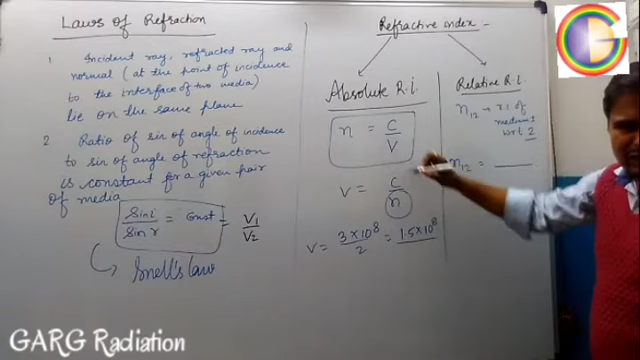 Laws of Refraction
1 Incident ray, refracted ray and
normal (at the point of incidence
to the interface of two media)
lie on the same plane
2 Ratio of sin of angle of incidence
to sin of angle of refraction
is constant for a given pair
of media
Sin i / Sin r = Const = V1 / V2
Snell's law
Refractive index -
Absolute R.I.
n = C / V
V = C / n
V = 3 × 10^8 / 2 = 1.5 × 10^8
Relative R.I.
n12 → r.i. of
medium 1
wrt 2
n12 =
GARG Radiation